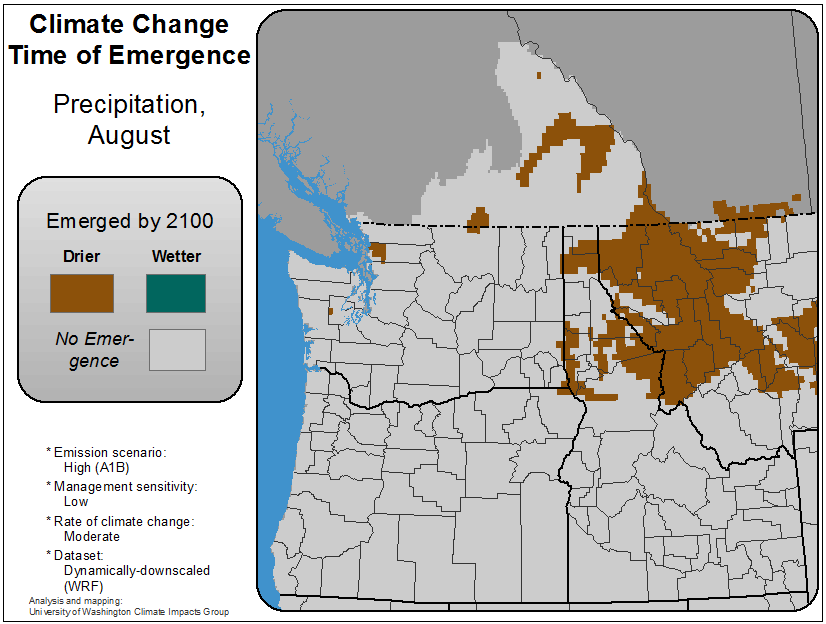 Climate Change
Time of Emergence
Precipitation,
August
Emerged by 2100
Drier
Wetter
No Emer-
gence
* Emission scenario:
High (A1B)
* Management sensitivity:
Low
* Rate of climate change:
Moderate
* Dataset:
Dynamically-downscaled
(WRF)
Analysis and mapping:
University of Washington Climate Impacts Group